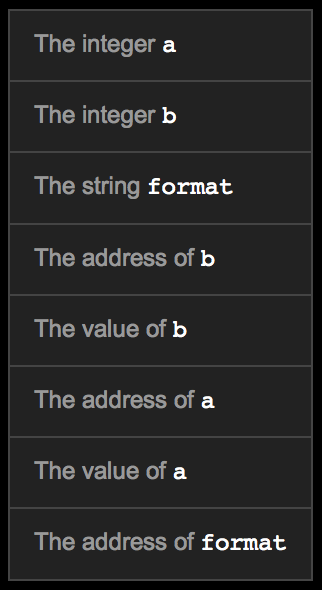 The integer a
The integer b
The string format
The address of b
The value of b
The address of a
The value of a
The address of format